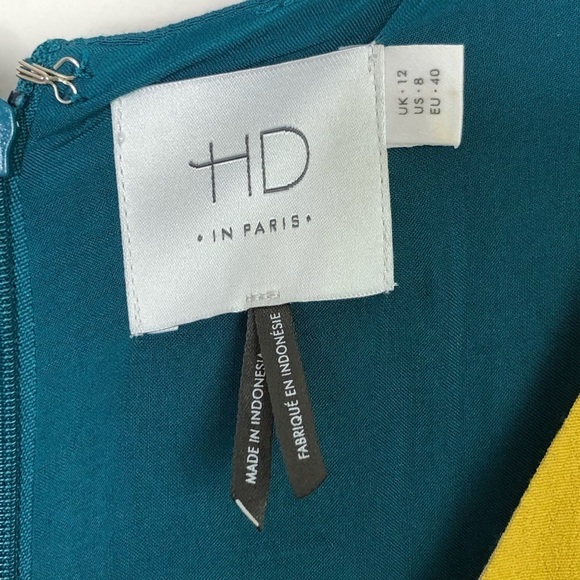 HD
• IN PARIS •
UK • 12
US • 8
EU • 40
MADE IN INDONESIA
FABRIQUÉ EN INDONÉSIE